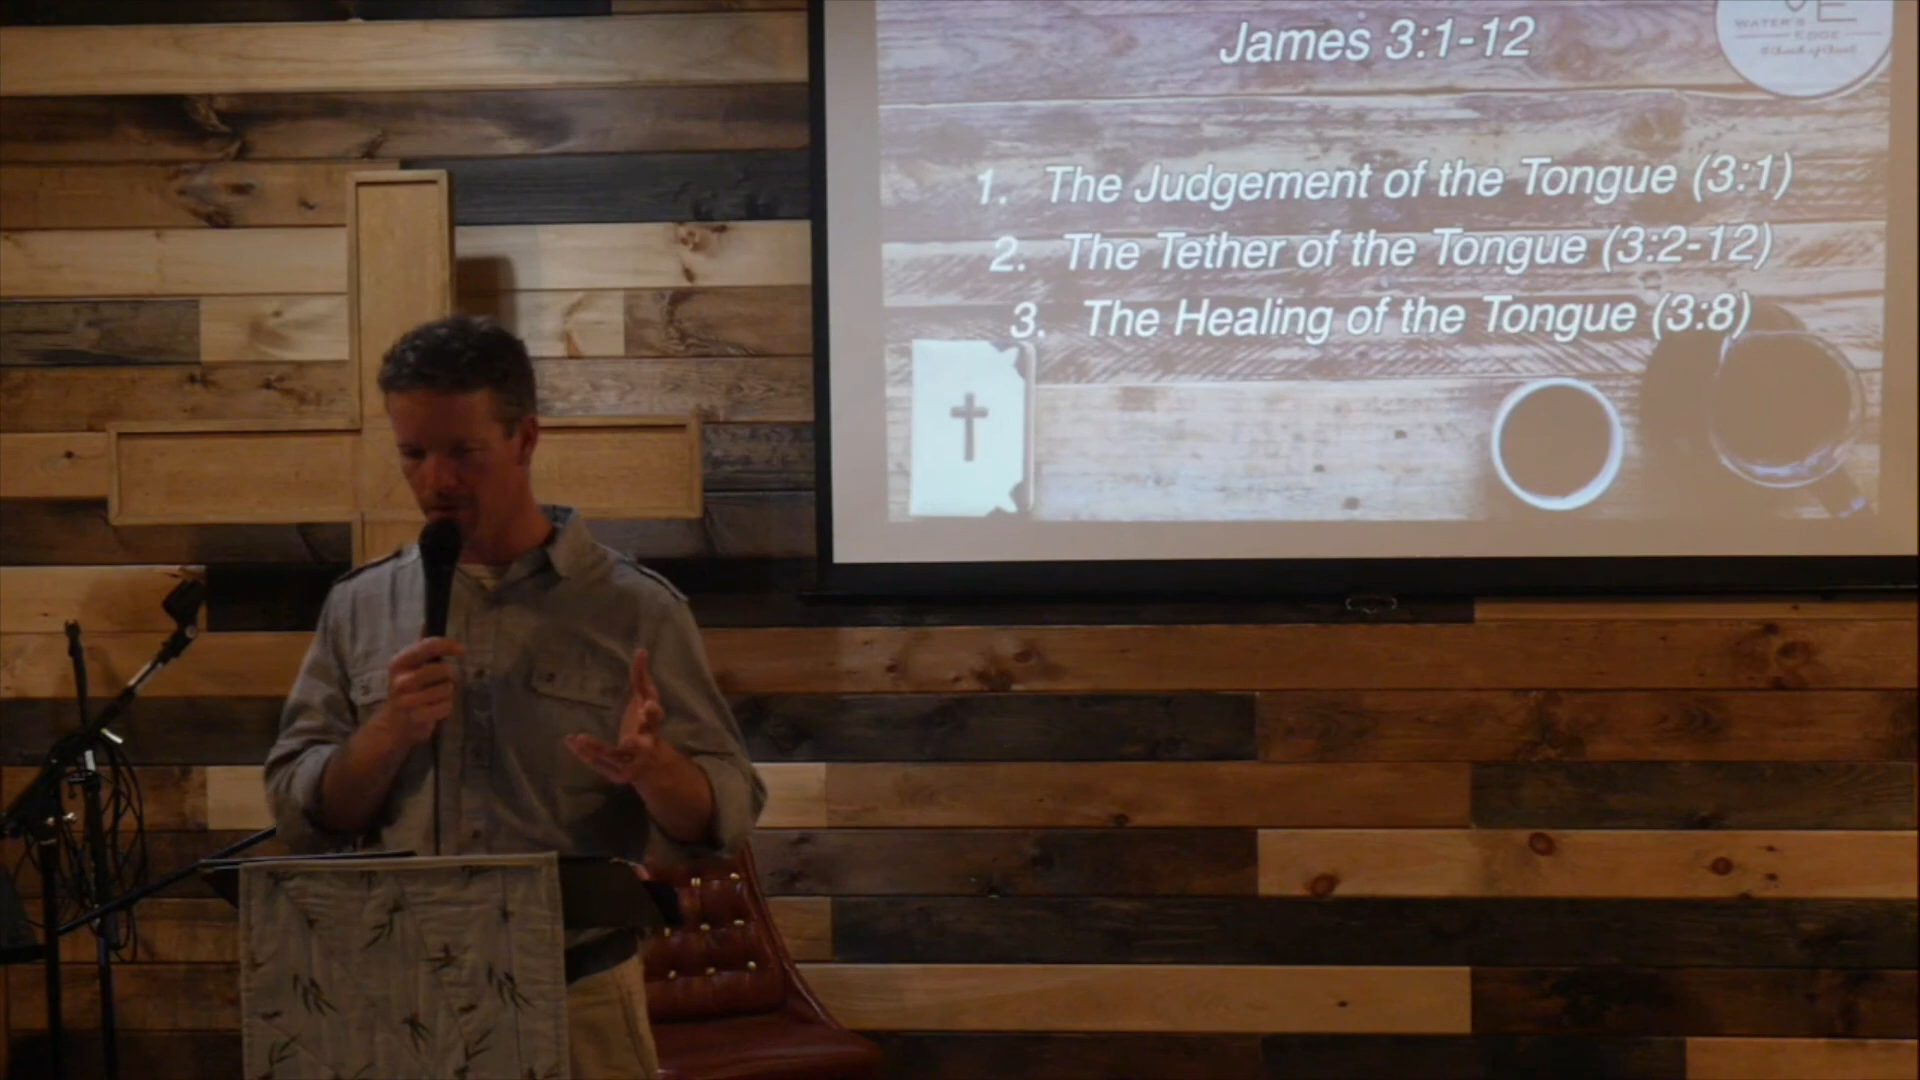 James 3:1-12
WATER'S
EDGE
1. The Judgement of the Tongue (3:1)
2. The Tether of the Tongue (3:2-12)
3. The Healing of the Tongue (3:8)